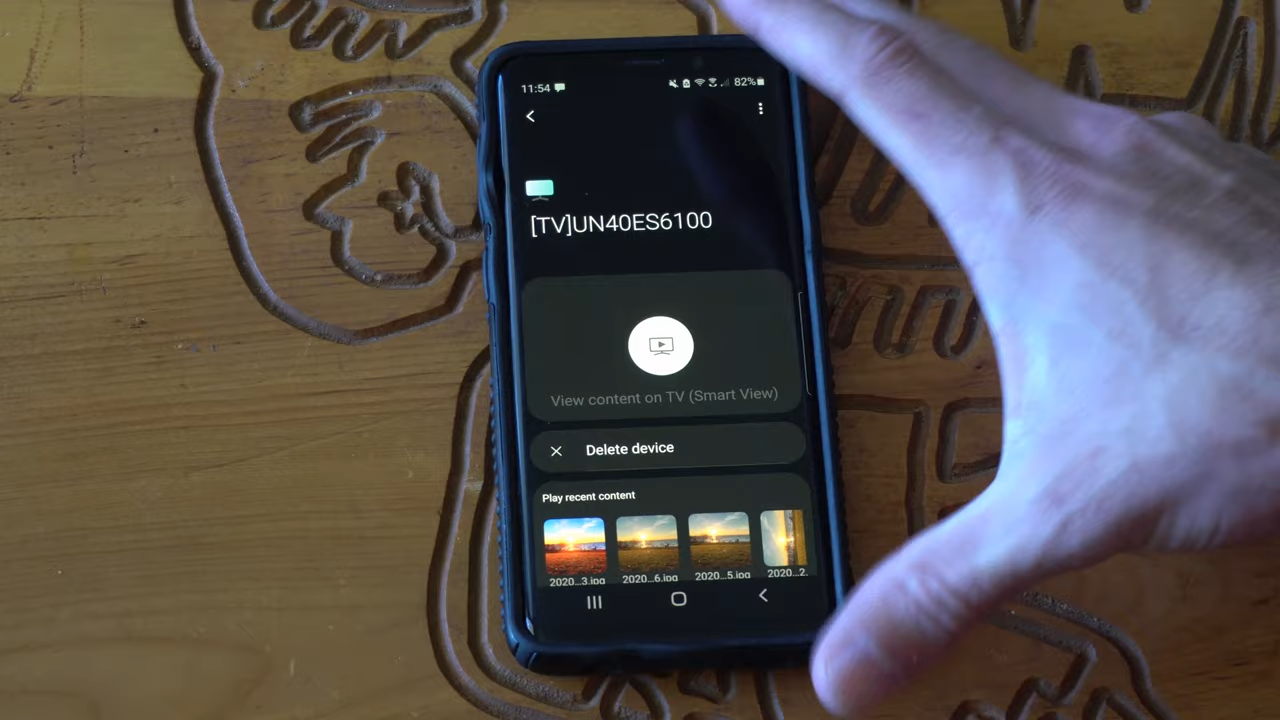 11:54
82%
[TV]UN40ES6100
View content on TV (Smart View)
Delete device
Play recent content
2020...3.jpg
2020...6.jpg
2020...5.jpg
2020...2.